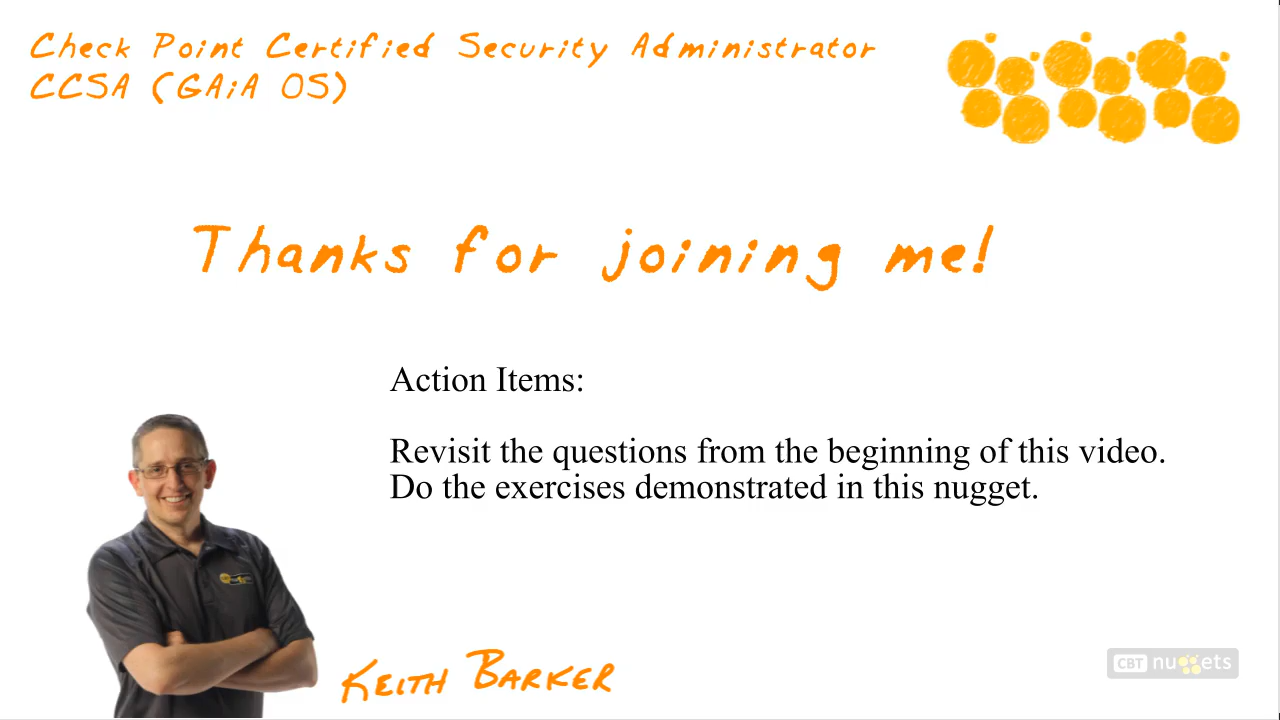 Check Point Certified Security Administrator
CCSA (GAiA OS)
Thanks for joining me!
Action Items:
Revisit the questions from the beginning of this video.
Do the exercises demonstrated in this nugget.
KEITH BARKER
CBT nuggets